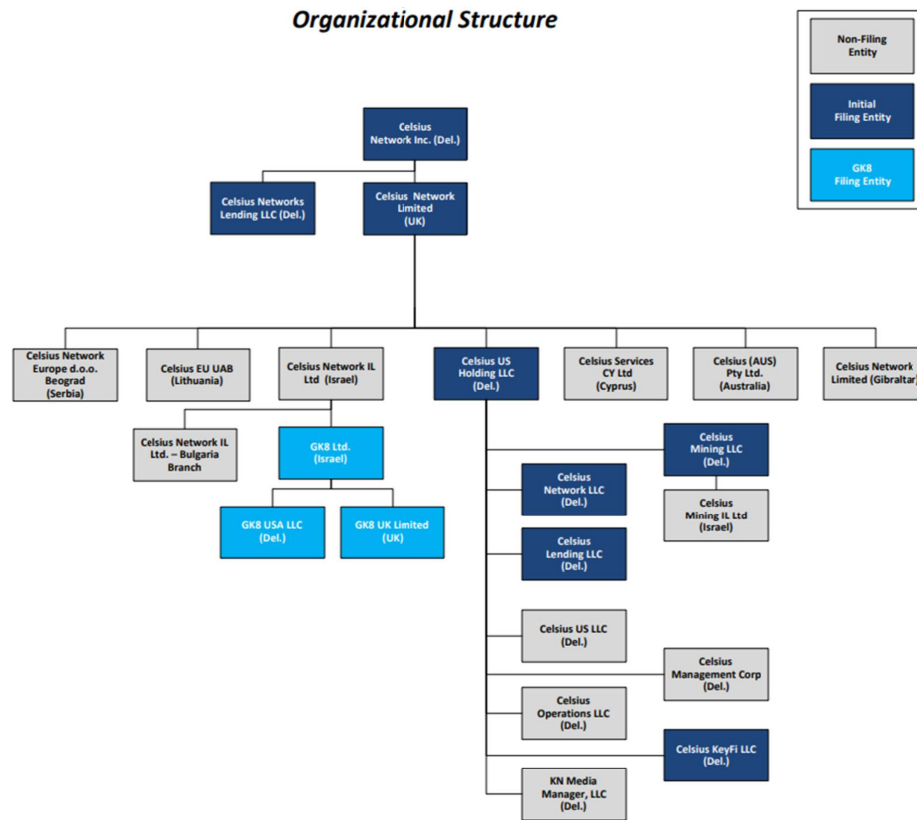 Organizational Structure
Non-Filing
Entity
Initial
Filing Entity
GK8
Filing Entity
Celsius
Network Inc. (Del.)
Celsius Networks
Lending LLC (Del.)
Celsius Network
Limited
(UK)
Celsius Network
Europe d.o.o.
Beograd
(Serbia)
Celsius EU UAB
(Lithuania)
Celsius Network IL
Ltd (Israel)
Celsius US
Holding LLC
(Del.)
Celsius Services
CY Ltd
(Cyprus)
Celsius (AUS)
Pty Ltd.
(Australia)
Celsius Network
Limited (Gibraltar)
Celsius Network IL
Ltd. – Bulgaria
Branch
GK8 Ltd.
(Israel)
GK8 USA LLC
(Del.)
GK8 UK Limited
(UK)
Celsius
Mining LLC
(Del.)
Celsius
Network LLC
(Del.)
Celsius
Mining IL Ltd
(Israel)
Celsius
Lending LLC
(Del.)
Celsius US LLC
(Del.)
Celsius
Management Corp
(Del.)
Celsius
Operations LLC
(Del.)
Celsius KeyFi LLC
(Del.)
KN Media
Manager, LLC
(Del.)